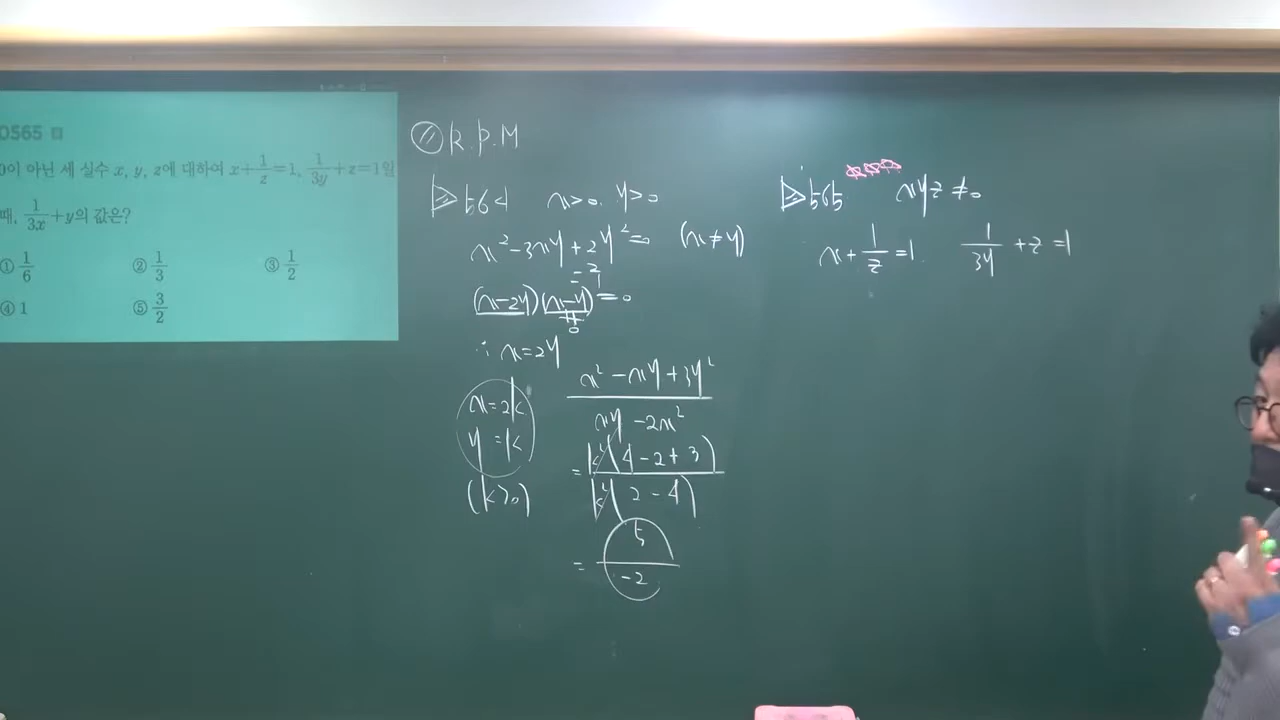 0565
0이 아닌 세 실수 x, y, z에 대하여 x+1/z=1, 1/3y+z=1일
때, 1/3x+y의 값은?
① 1/6 ② 1/3 ③ 1/2
④ 1 ⑤ 3/2
R.P.M
564 x>0. y>0
x²-3xy+2y²=0 (x≠y)
-2 -1
(x-2y)(x-y)=0
≠0
∴ x=2y
x=2k
y=k
(k>0)
x²-xy+3y² / xy-2x²
= k²(4-2+3) / k²(2-4)
= 5/-2
565 xyz≠0
x+1/z=1. 1/3y+z=1